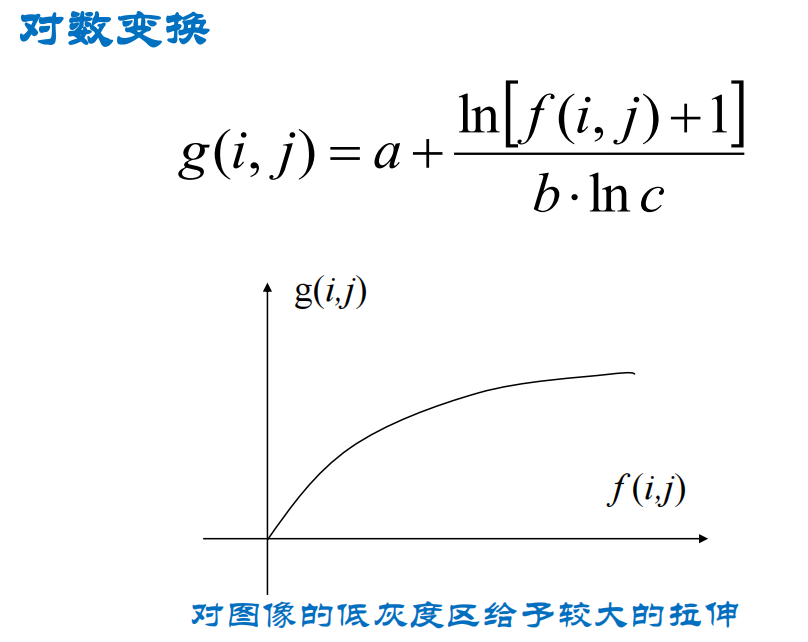 对数变换
g(i, j) = a + ln[f(i, j)+1] / b·ln c
g(i,j)
f(i,j)
对图像的低灰度区给予较大的拉伸